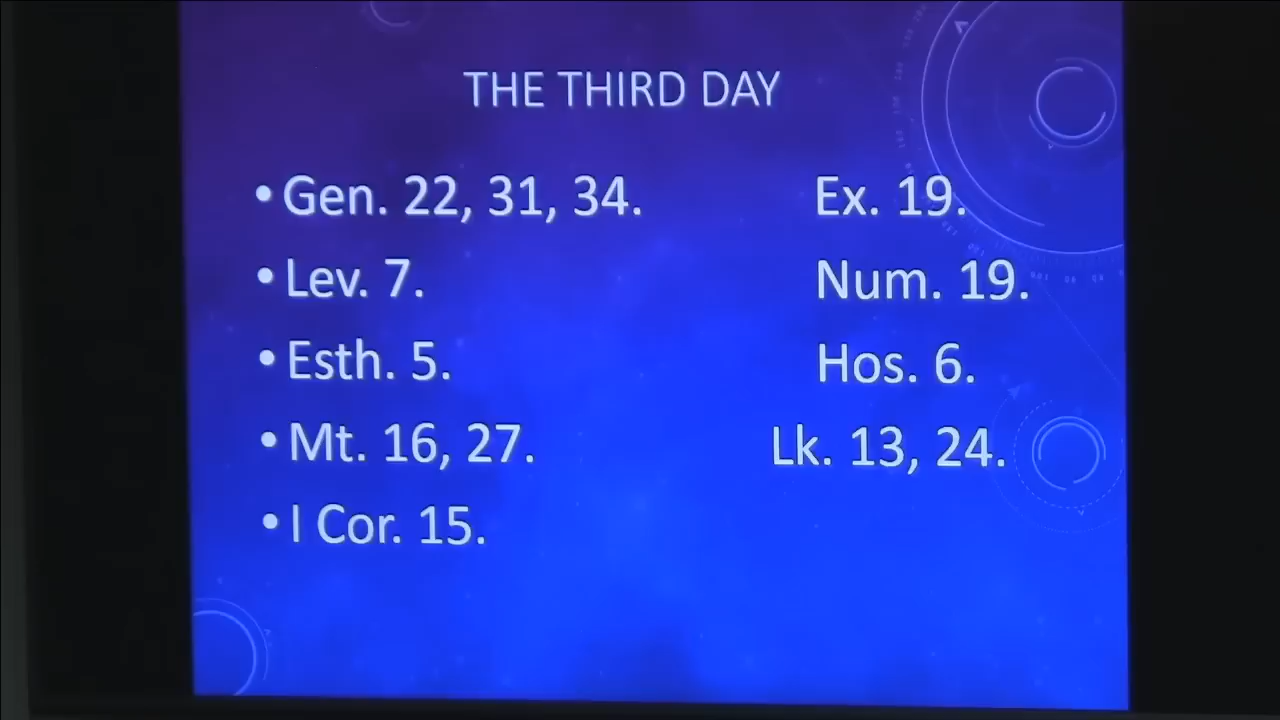 THE THIRD DAY
• Gen. 22, 31, 34. Ex. 19.
• Lev. 7. Num. 19.
• Esth. 5. Hos. 6.
• Mt. 16, 27. Lk. 13, 24.
• I Cor. 15.